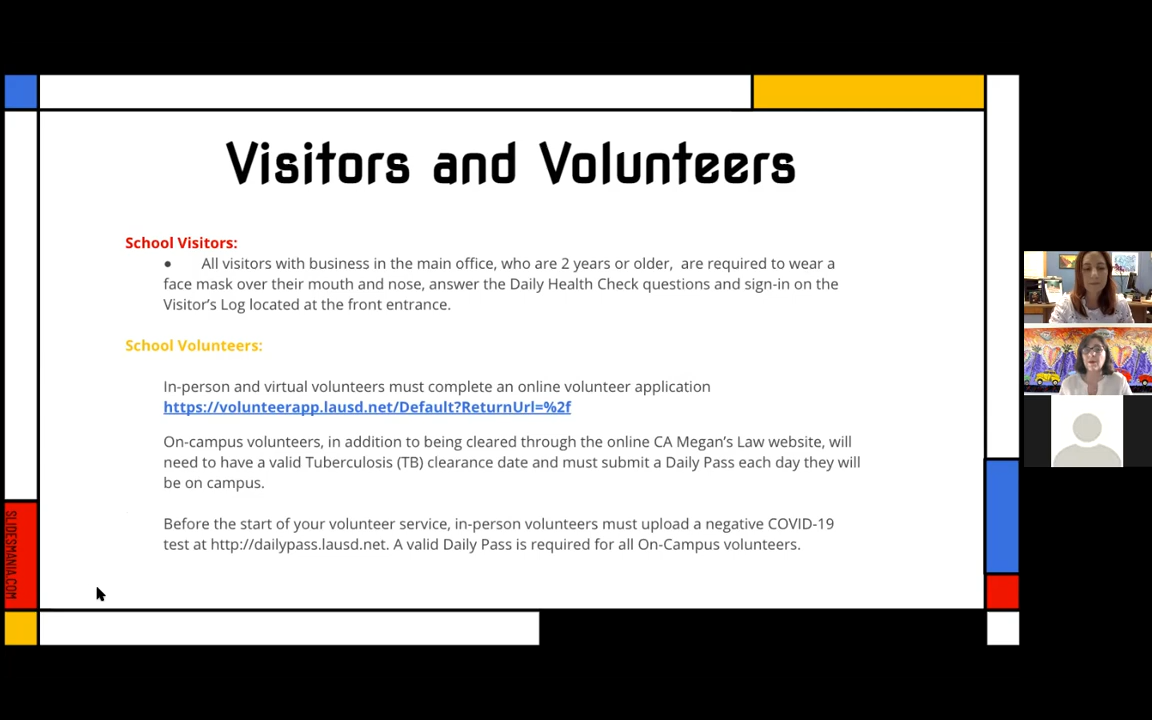 Visitors and Volunteers
School Visitors:
● All visitors with business in the main office, who are 2 years or older, are required to wear a
face mask over their mouth and nose, answer the Daily Health Check questions and sign-in on the
Visitor’s Log located at the front entrance.
School Volunteers:
In-person and virtual volunteers must complete an online volunteer application
https://volunteerapp.lausd.net/Default?ReturnUrl=%2f
On-campus volunteers, in addition to being cleared through the online CA Megan’s Law website, will
need to have a valid Tuberculosis (TB) clearance date and must submit a Daily Pass each day they will
be on campus.
Before the start of your volunteer service, in-person volunteers must upload a negative COVID-19
test at http://dailypass.lausd.net. A valid Daily Pass is required for all On-Campus volunteers.
SLIDESMANIA.COM